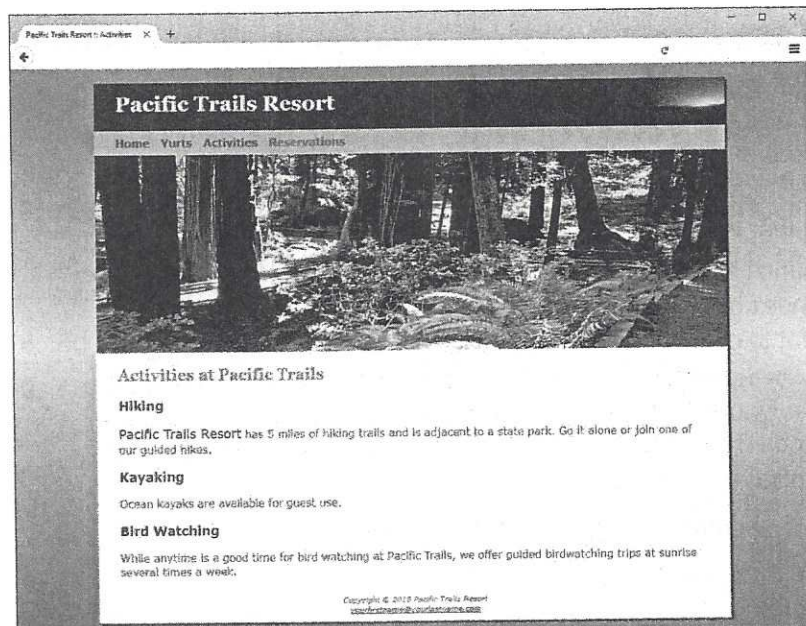 Pacific Trails Resort :: Activities
Pacific Trails Resort
Home Yurts Activities Reservations
Activities at Pacific Trails
Hiking
Pacific Trails Resort has 5 miles of hiking trails and is adjacent to a state park. Go it alone or join one of
our guided hikes.
Kayaking
Ocean kayaks are available for guest use.
Bird Watching
While anytime is a good time for bird watching at Pacific Trails, we offer guided birdwatching trips at sunrise
several times a week.
Copyright © 2018 Pacific Trails Resort
yourfirstname@yourlastname.com